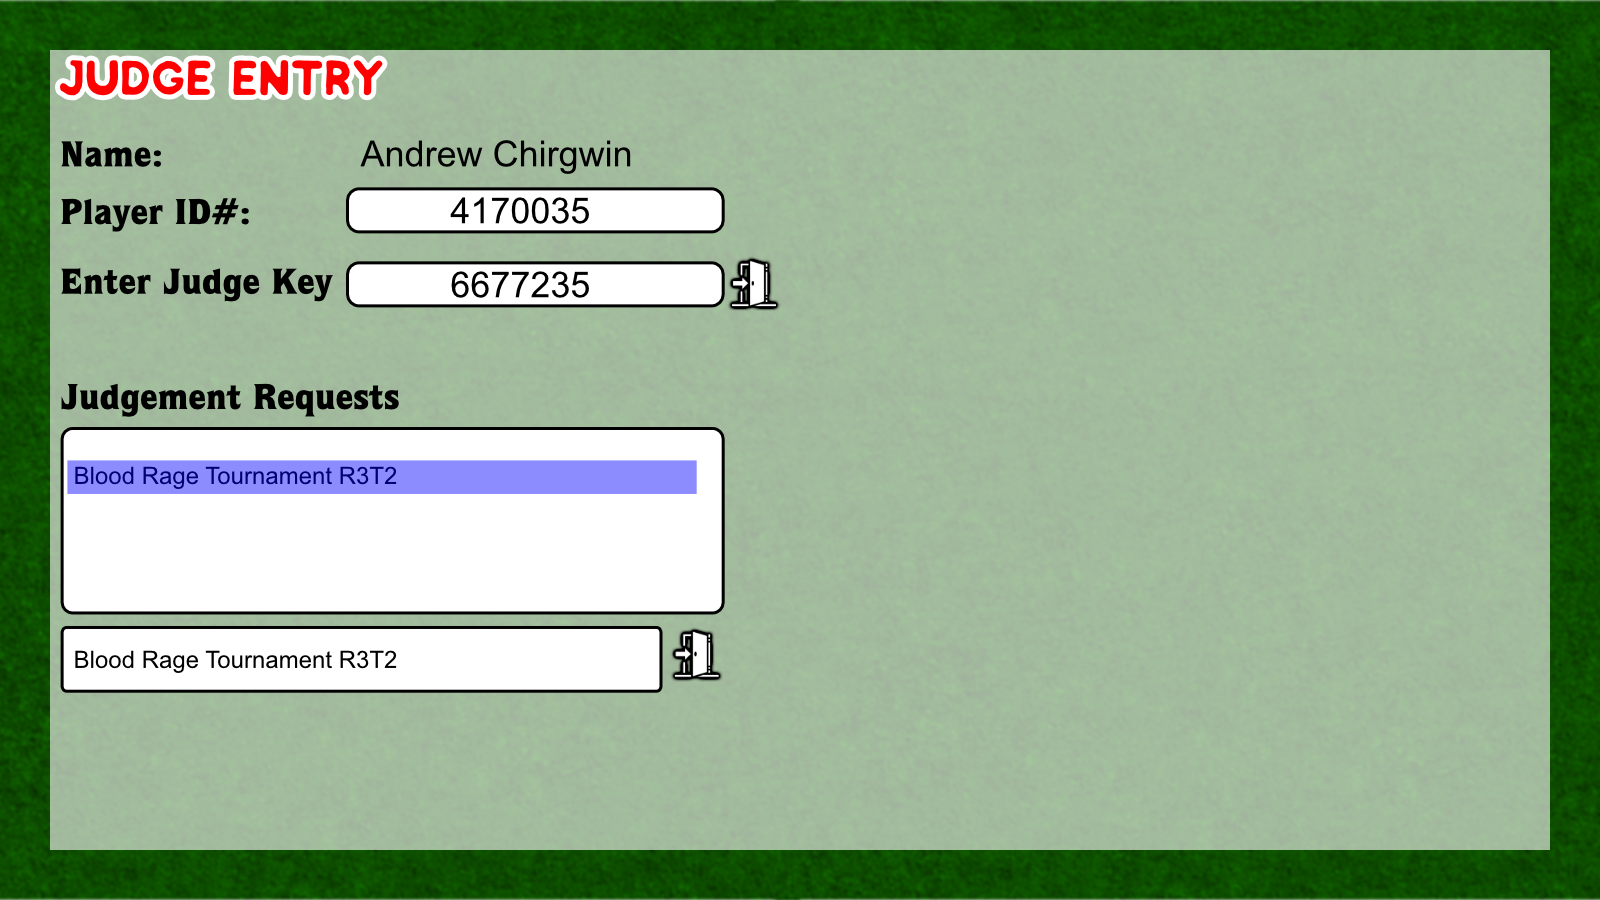 JUDGE ENTRY
Name: Andrew Chirgwin
Player ID#: 4170035
Enter Judge Key 6677235
Judgement Requests
Blood Rage Tournament R3T2
Blood Rage Tournament R3T2